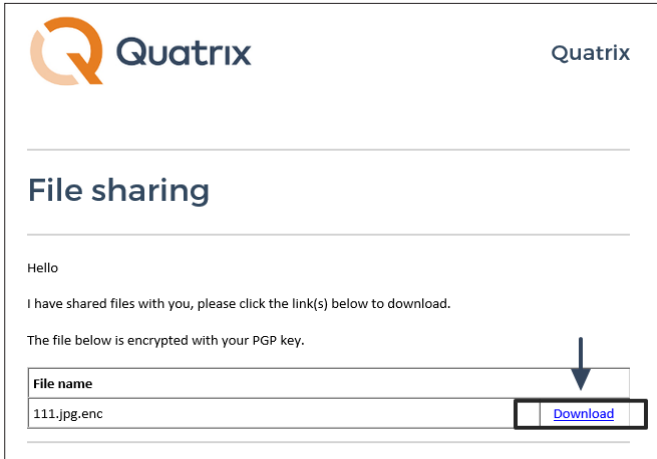 Quatrix
Quatrix
File sharing
Hello
I have shared files with you, please click the link(s) below to download.
The file below is encrypted with your PGP key.
File name
111.jpg.enc Download